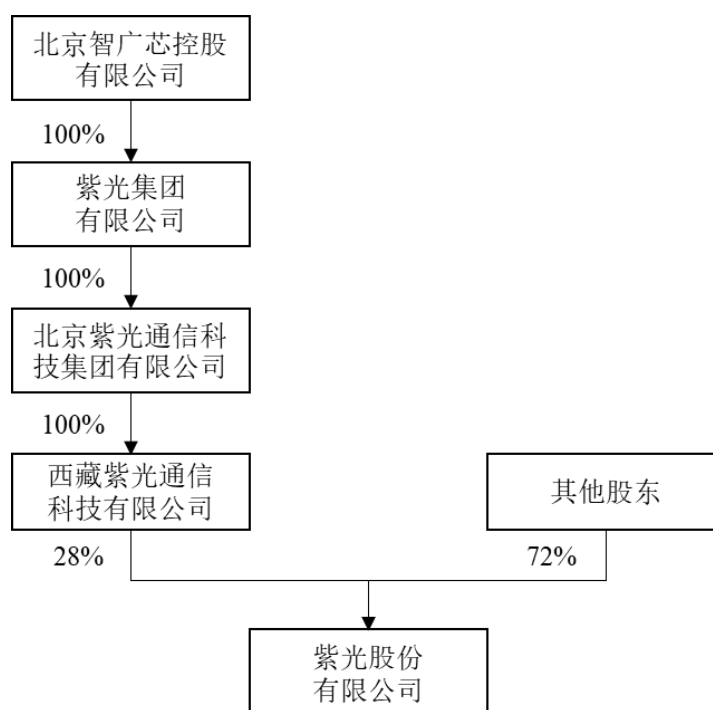 北京智广芯控股
有限公司
100%
紫光集团
有限公司
100%
北京紫光通信科
技集团有限公司
100%
西藏紫光通信
科技有限公司
其他股东
28%
72%
紫光股份
有限公司